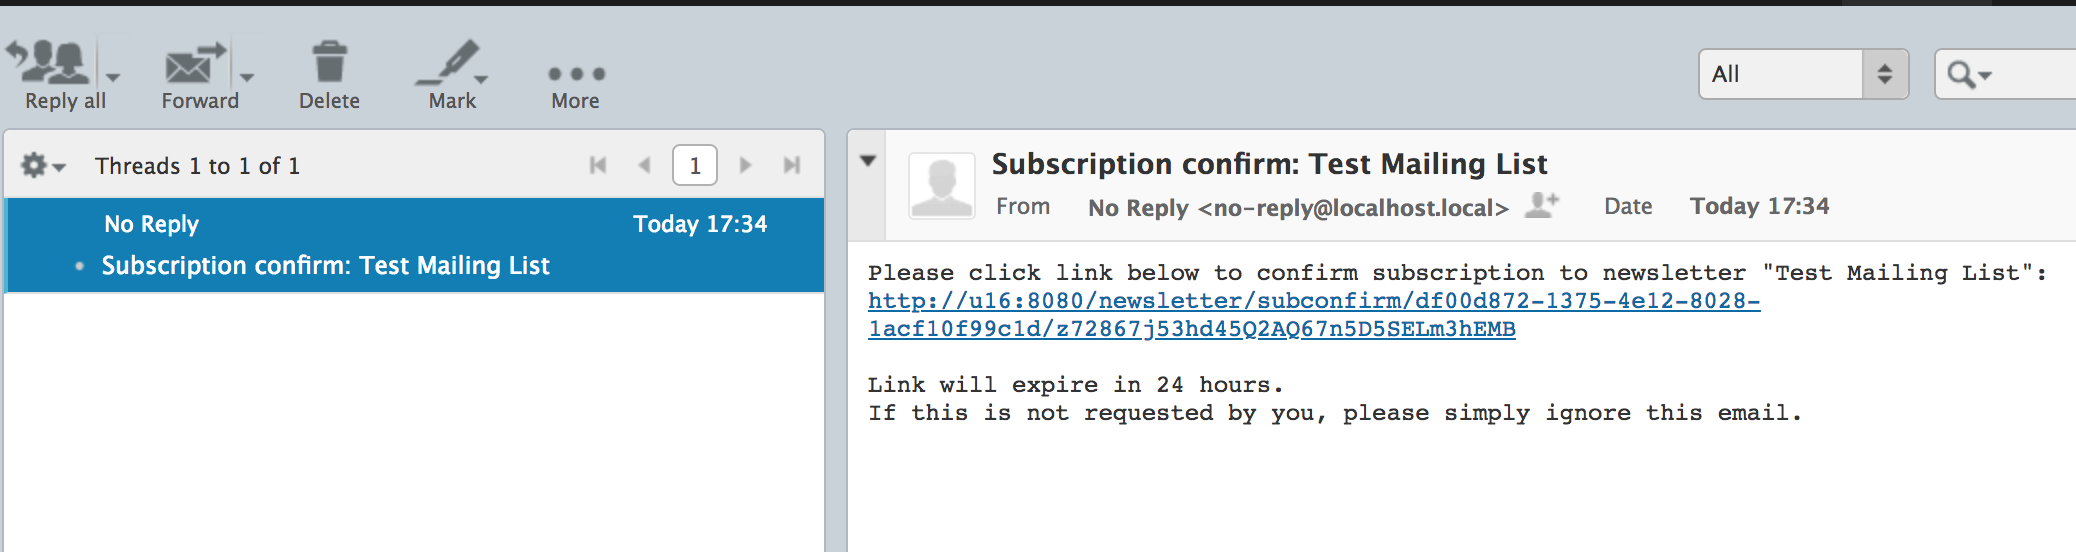 Reply all
Forward
Delete
Mark
More
All
Threads 1 to 1 of 1
1
No Reply
Today 17:34
Subscription confirm: Test Mailing List
Subscription confirm: Test Mailing List
From No Reply <no-reply@localhost.local> Date Today 17:34
Please click link below to confirm subscription to newsletter "Test Mailing List":
http://u16:8080/newsletter/subconfirm/df00d872-1375-4e12-8028-
1acf10f99c1d/z72867j53hd45Q2AQ67n5D5SELm3hEMB
Link will expire in 24 hours.
If this is not requested by you, please simply ignore this email.